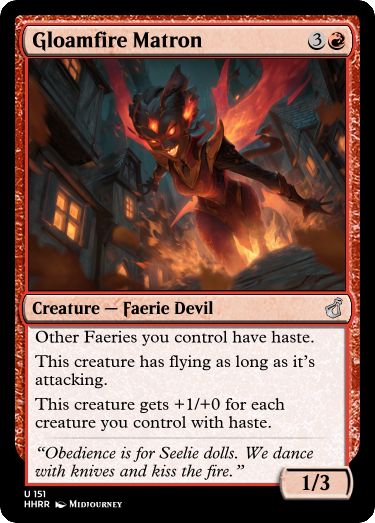 Gloamfire Matron 3
Creature — Faerie Devil
Other Faeries you control have haste.
This creature has flying as long as it's
attacking.
This creature gets +1/+0 for each
creature you control with haste.
“Obedience is for Seelie dolls. We dance
with knives and kiss the fire.”
1/3
U 151
HHRR Midjourney